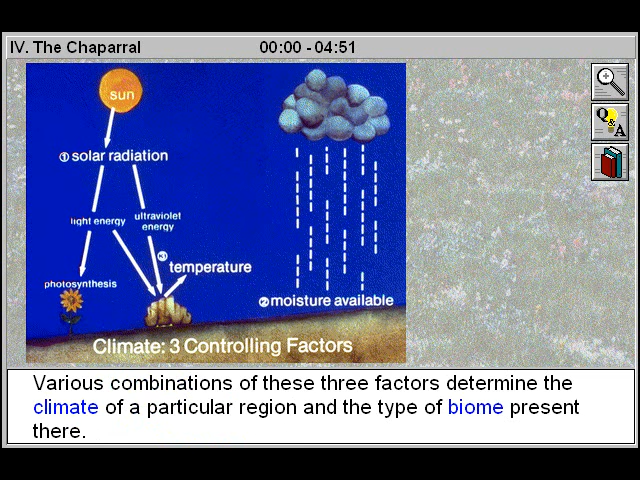 IV. The Chaparral 00:00 - 04:51
sun
① solar radiation
light energy
ultraviolet
energy
③
temperature
photosynthesis
② moisture available
Climate: 3 Controlling Factors
Q&A
Various combinations of these three factors determine the
climate of a particular region and the type of biome present
there.